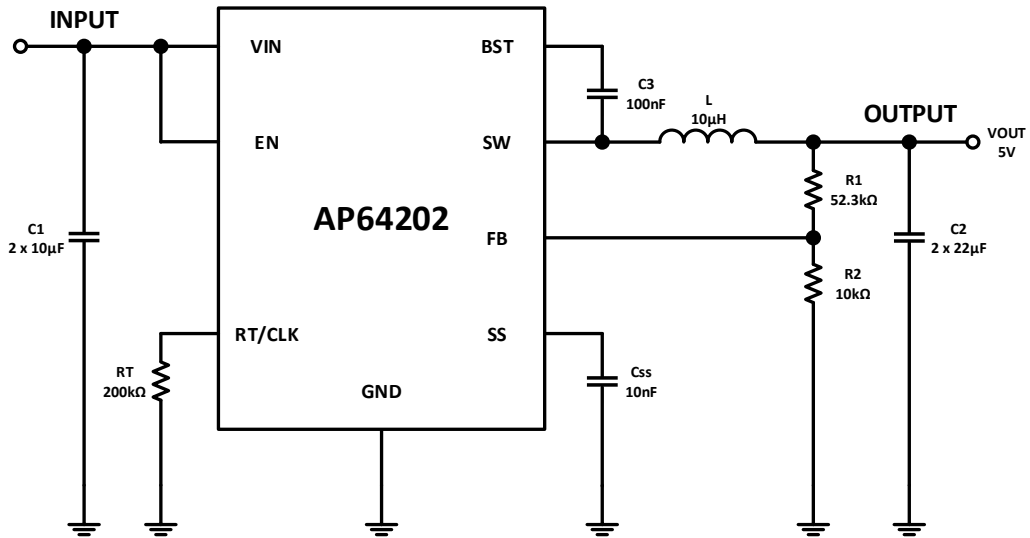 INPUT
VIN
BST
C3
100nF
L
10µH
OUTPUT
VOUT
5V
EN
SW
R1
52.3kΩ
AP64202
C1
2 x 10µF
FB
C2
2 x 22µF
R2
10kΩ
RT/CLK
SS
RT
200kΩ
Css
10nF
GND